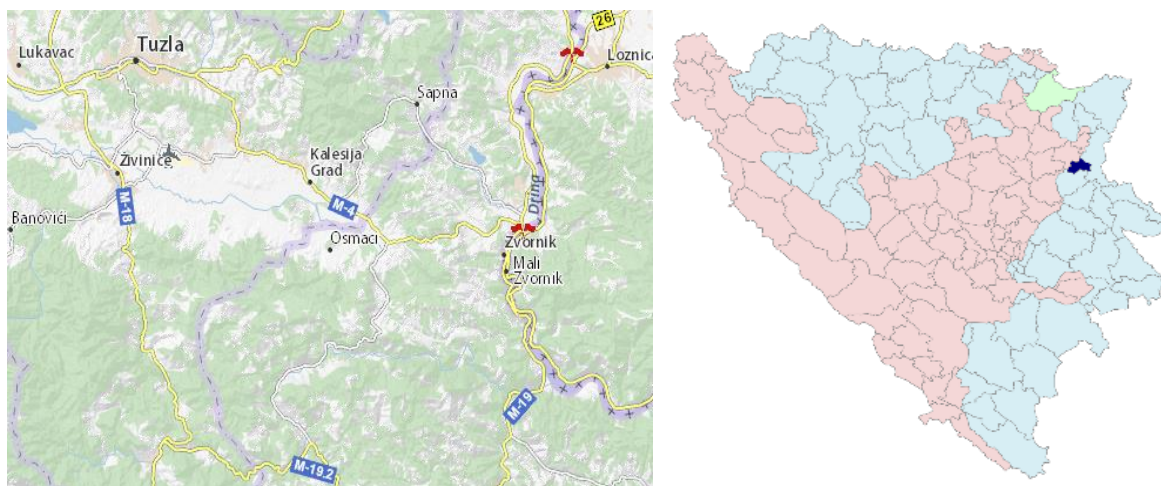 26
Lukavac
Tuzla
Loznica
Sapna
Živinice
Kalesija
Grad
M-18
M-4
Drina
Banovići
Osmaci
Zvornik
Mali
Zvornik
M-19
M-19.2